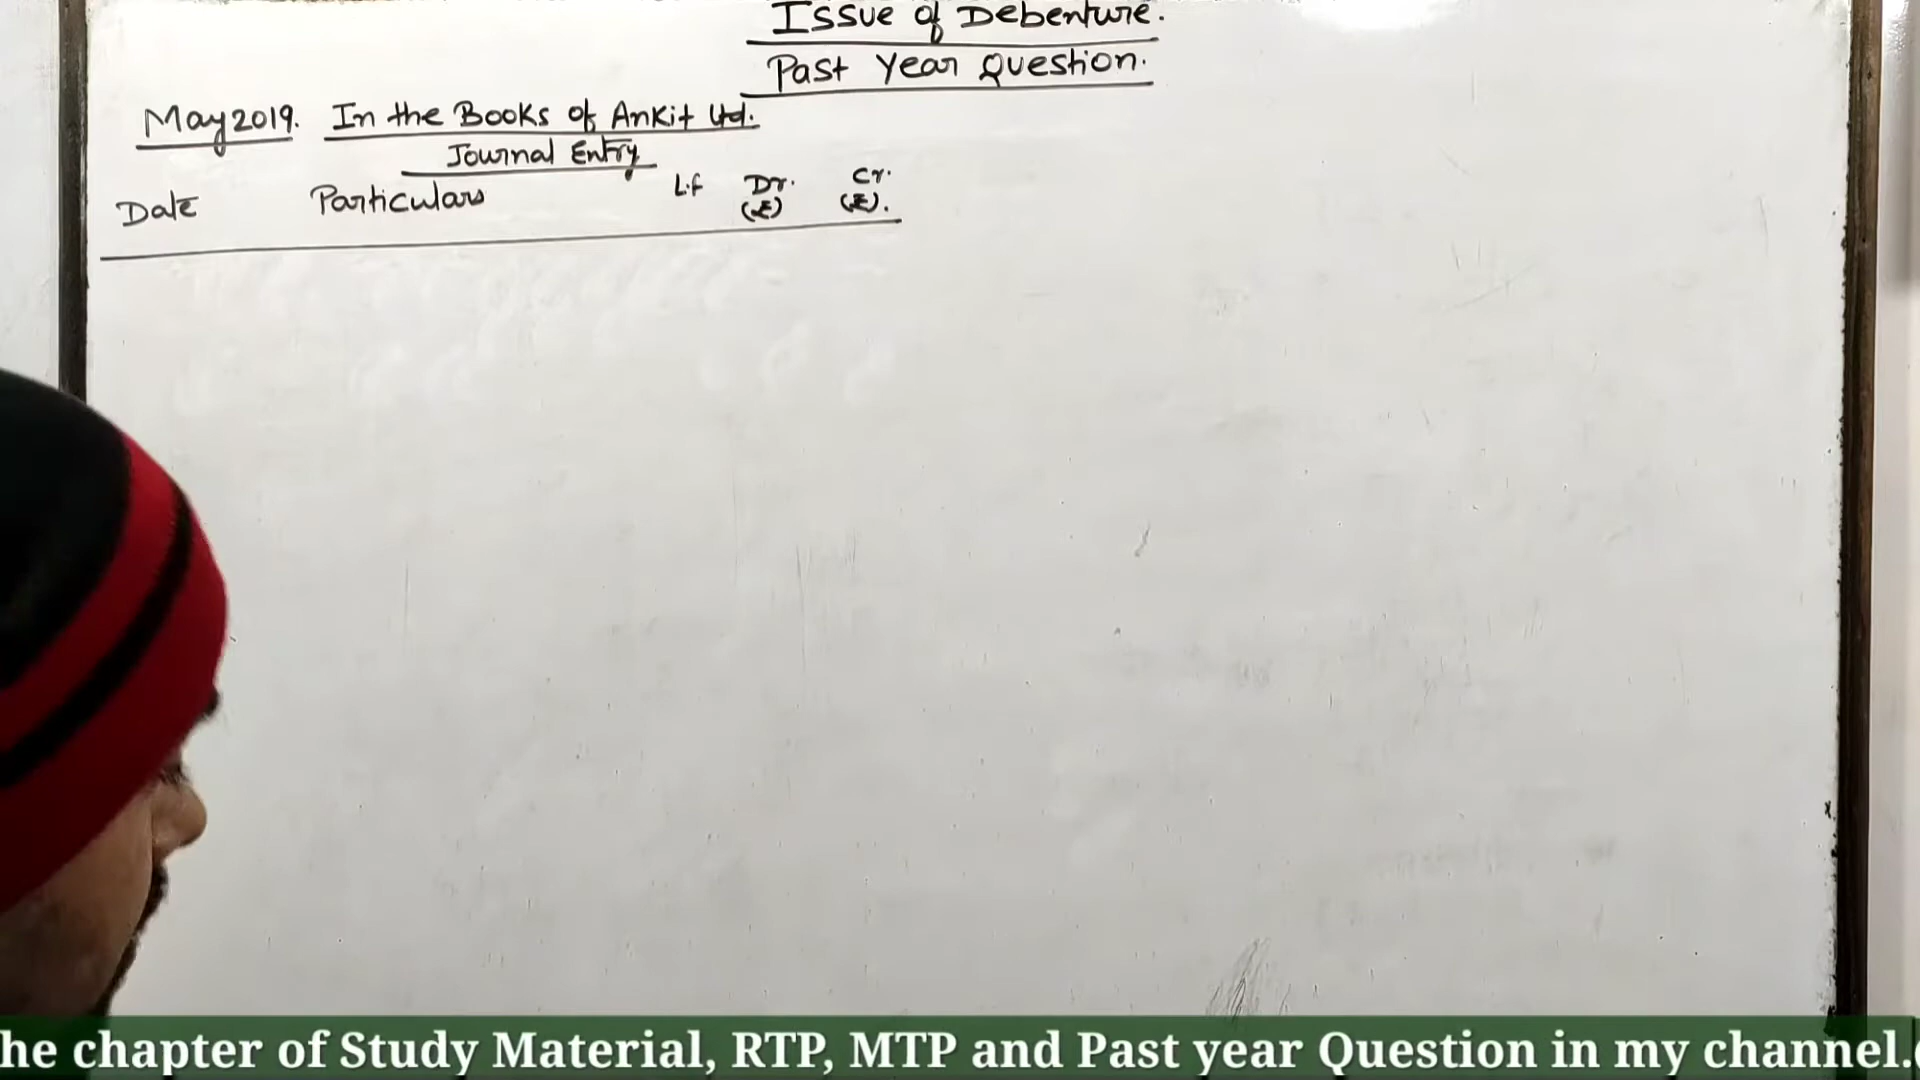 Issue of Debenture.
Past Year Question.
May 2019. In the Books of Ankit Ltd.
Journal Entry
Date Particulars L.f Dr. Cr.
(₹) (₹).
he chapter of Study Material, RTP, MTP and Past year Question in my channel.